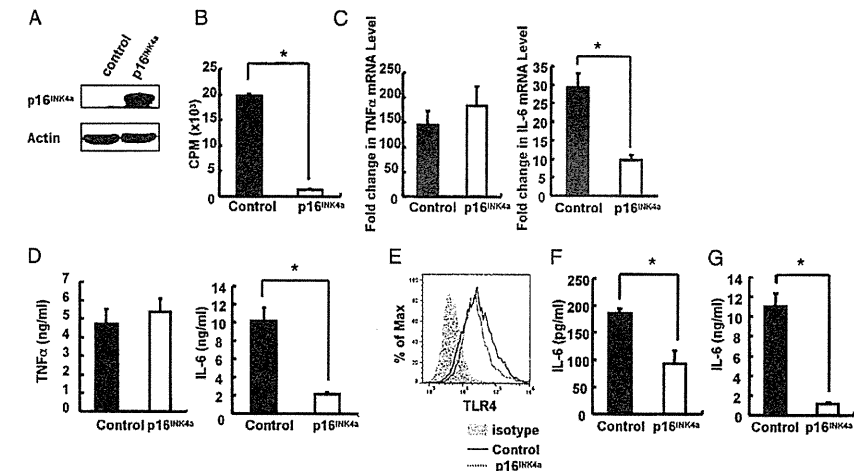 A
control
p16INK4a
p16INK4a
Actin
B
CPM (x10³)
25
20
15
10
5
0
*
Control
p16INK4a
C
Fold change in TNFα mRNA Level
250
200
150
100
50
0
Control
p16INK4a
Fold change in IL-6 mRNA Level
35
30
25
20
15
10
5
0
*
Control
p16INK4a
D
TNFα (ng/ml)
7
6
5
4
3
2
1
0
Control
p16INK4a
IL-6 (ng/ml)
14
12
10
8
6
4
2
0
*
Control
p16INK4a
E
% of Max
TLR4
isotype
Control
p16INK4a
F
IL-6 (pg/ml)
250
200
150
100
50
0
*
Control
p16INK4a
G
IL-6 (ng/ml)
14
12
10
8
6
4
2
0
*
Control
p16INK4a